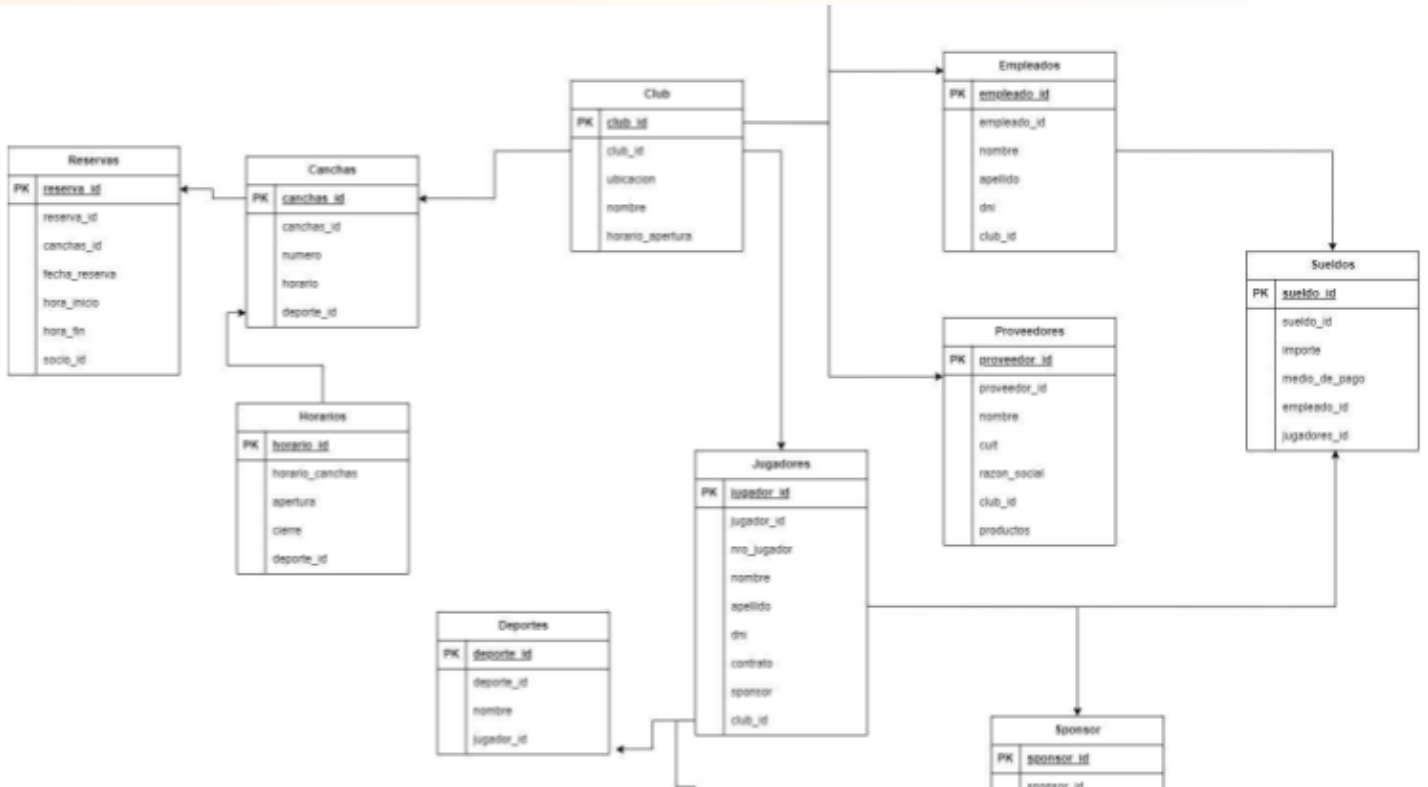 Empleados
PK empleado_id
empleado_id
nombre
apellido
dni
club_id
Club
PK club_id
club_id
ubicacion
nombre
horario_apertura
Reservas
PK reserva_id
reserva_id
canchas_id
fecha_reserva
hora_inicio
hora_fin
socio_id
Canchas
PK canchas_id
canchas_id
numero
horario
deporte_id
Sueldos
PK sueldo_id
sueldo_id
importe
medio_de_pago
empleado_id
jugadores_id
Proveedores
PK proveedor_id
proveedor_id
nombre
cuit
razon_social
club_id
productos
Horarios
PK horario_id
horario_canchas
apertura
cierre
deporte_id
Jugadores
PK jugador_id
jugador_id
nro_jugador
nombre
apellido
dni
contrato
sponsor
club_id
Deportes
PK deporte_id
deporte_id
nombre
jugador_id
Sponsor
PK sponsor_id
sponsor_id